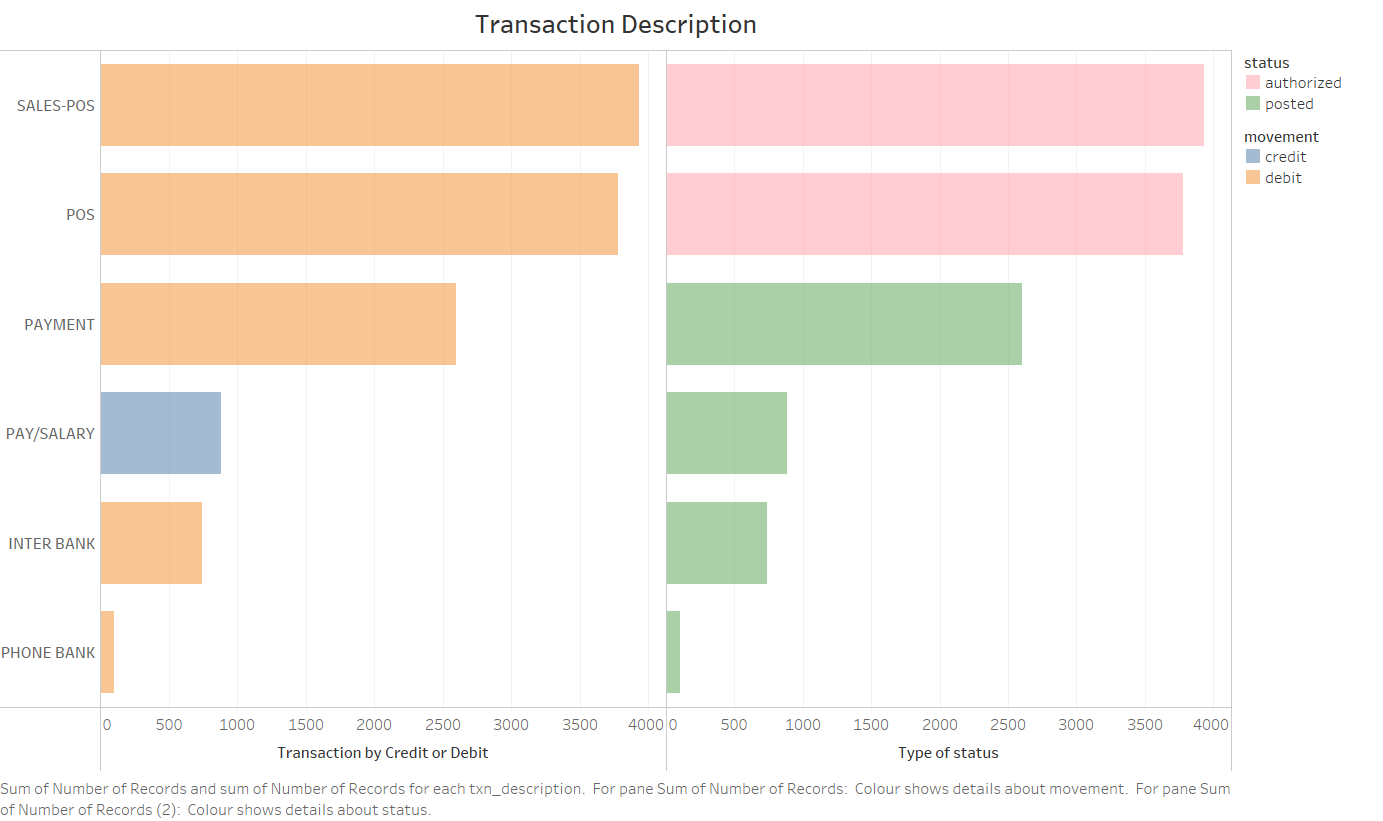 Transaction Description
SALES-POS
POS
PAYMENT
PAY/SALARY
INTER BANK
PHONE BANK
0 500 1000 1500 2000 2500 3000 3500 4000
Transaction by Credit or Debit
0 500 1000 1500 2000 2500 3000 3500 4000
Type of status
status
authorized
posted
movement
credit
debit
Sum of Number of Records and sum of Number of Records for each txn_description. For pane Sum of Number of Records: Colour shows details about movement. For pane Sum
of Number of Records (2): Colour shows details about status.